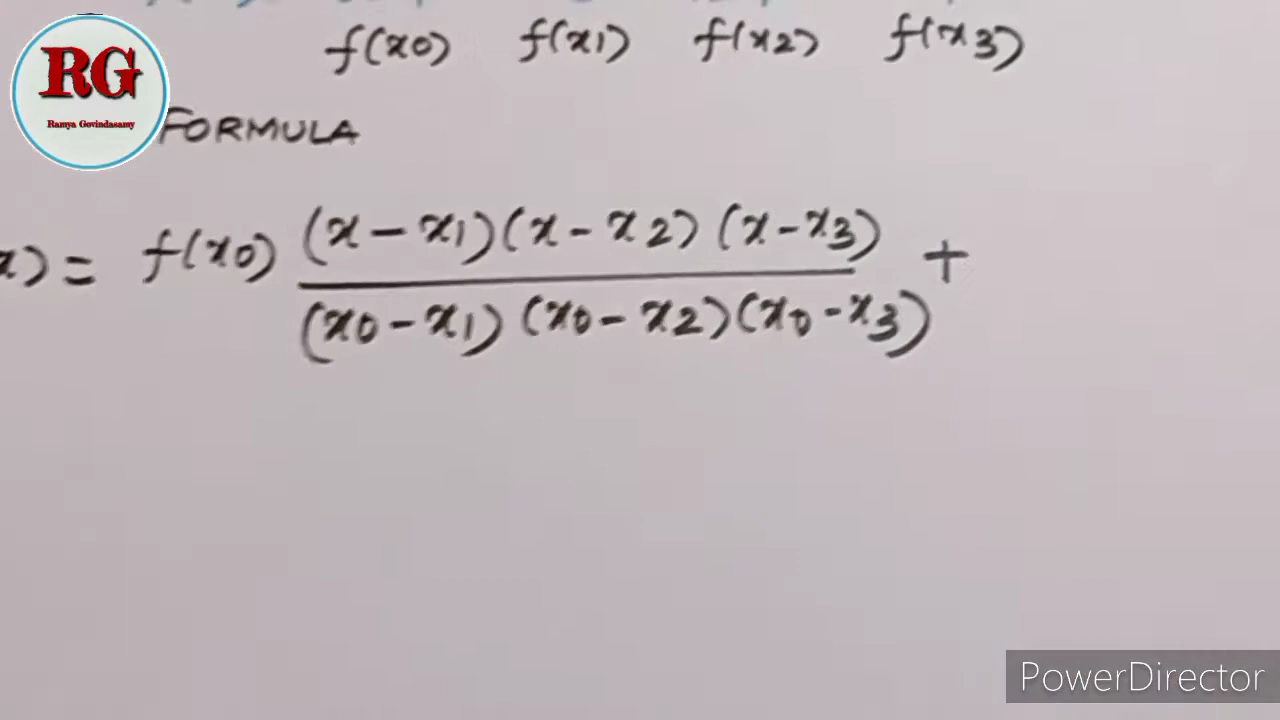 f(x0) f(x1) f(x2) f(x3)
RG
Ramya Govindasamy
FORMULA
x) = f(x0) (x-x1)(x-x2)(x-x3) +
(x0-x1)(x0-x2)(x0-x3)
PowerDirector